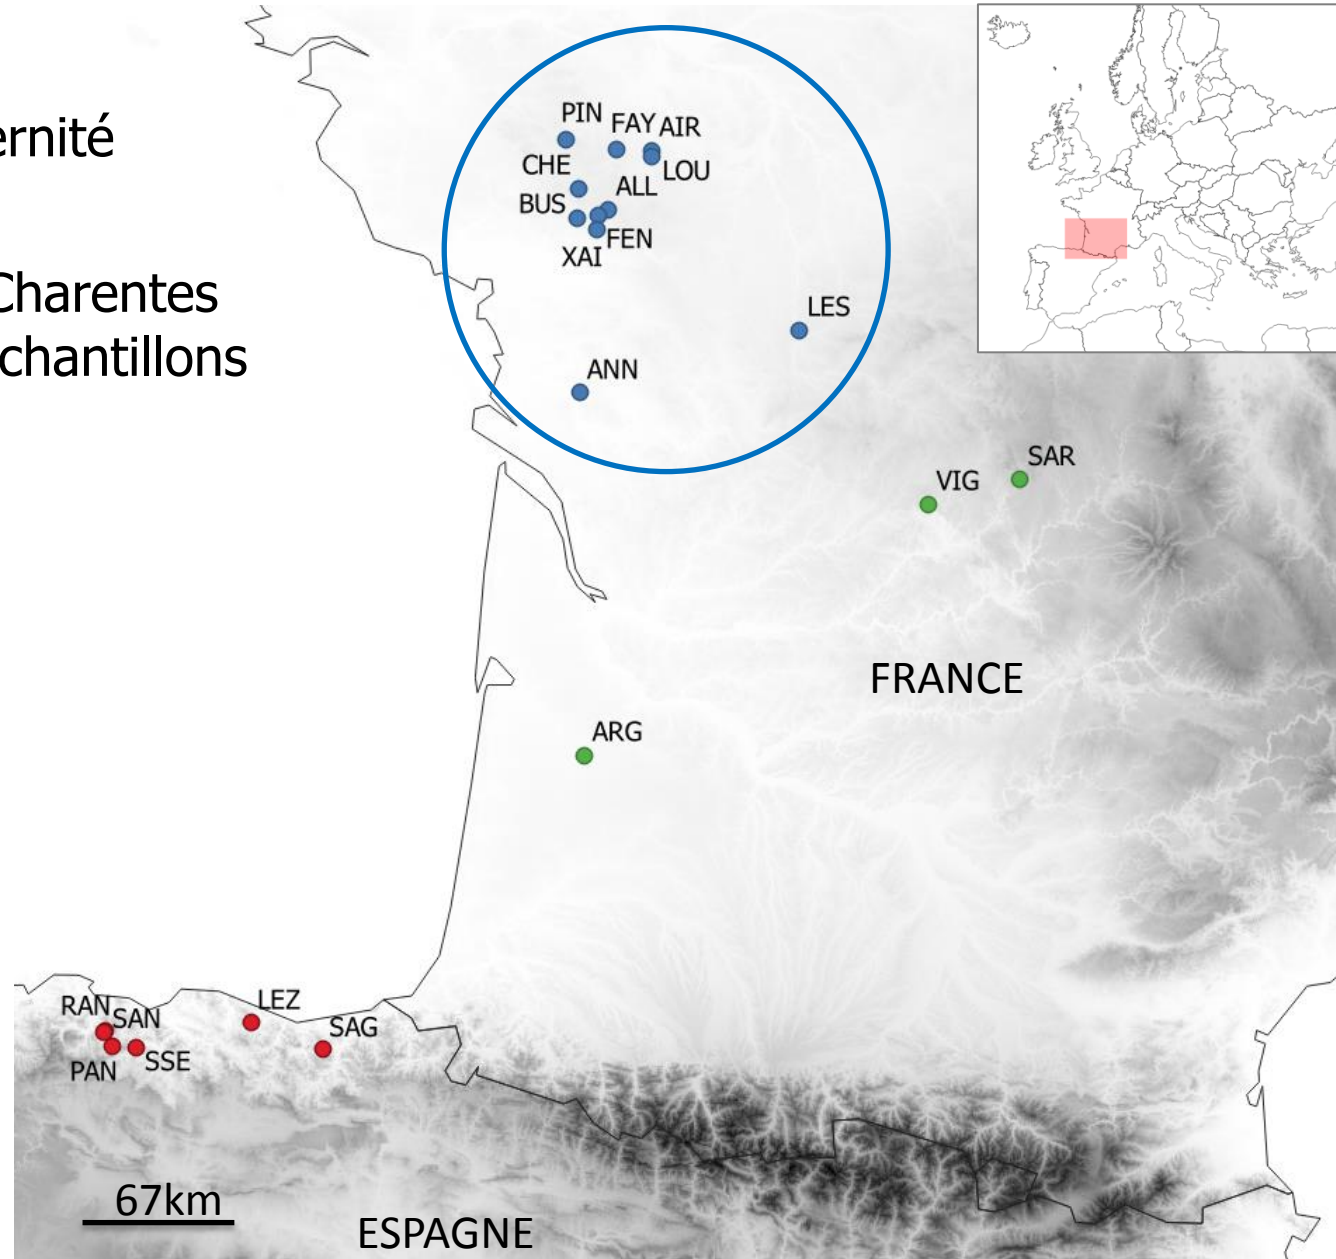 ernité
Charentes
chantillons
PIN
FAY
AIR
CHE
LOU
ALL
BUS
FEN
XAI
LES
ANN
SAR
VIG
FRANCE
ARG
RAN
SAN
LEZ
SAG
PAN
SSE
67km
ESPAGNE